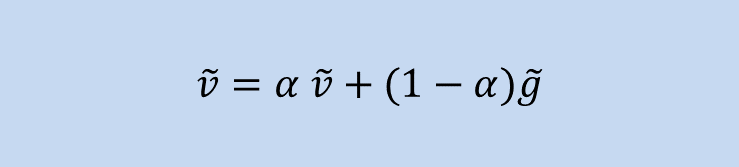 ṽ = α ṽ + (1 − α)g̃